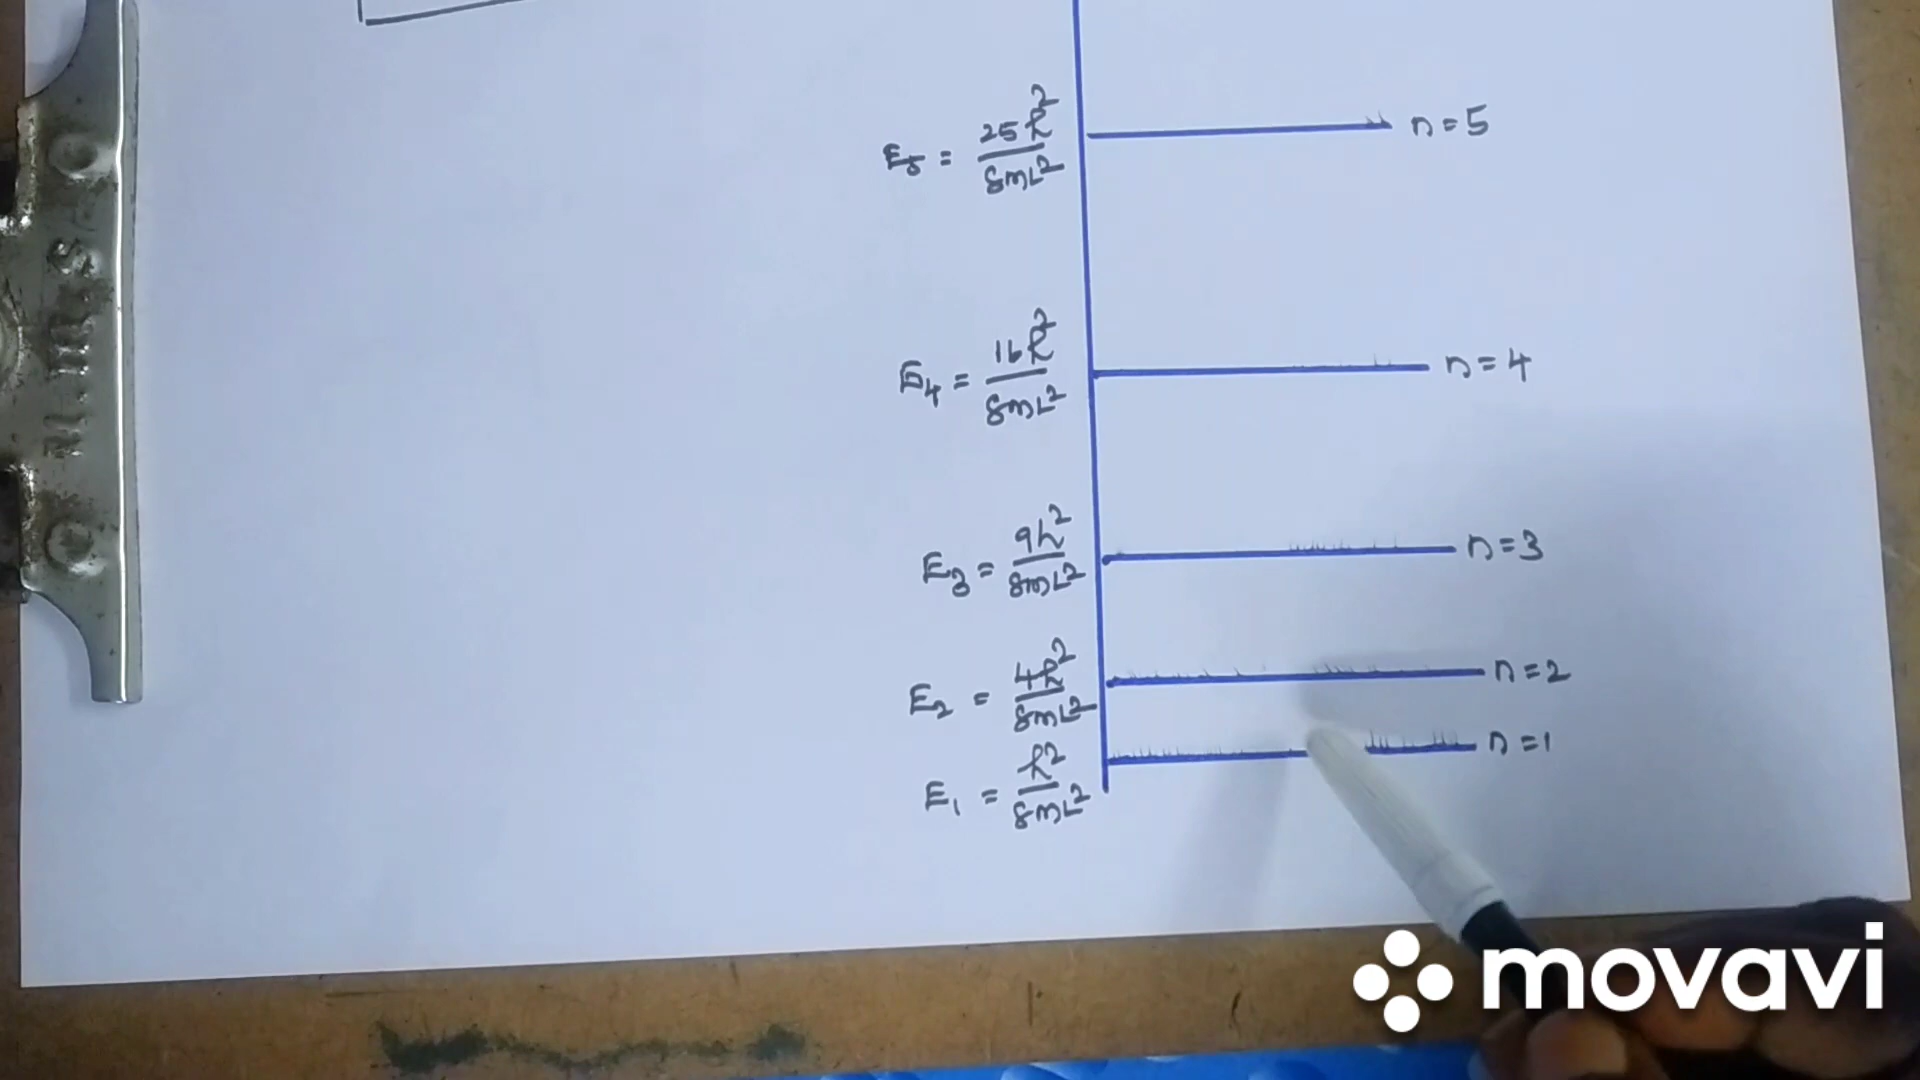 E₅ = 25h²/8mL² n=5
E₄ = 16h²/8mL² n=4
E₃ = 9h²/8mL² n=3
E₂ = 4h²/8mL² n=2
E₁ = h²/8mL² n=1
movavi